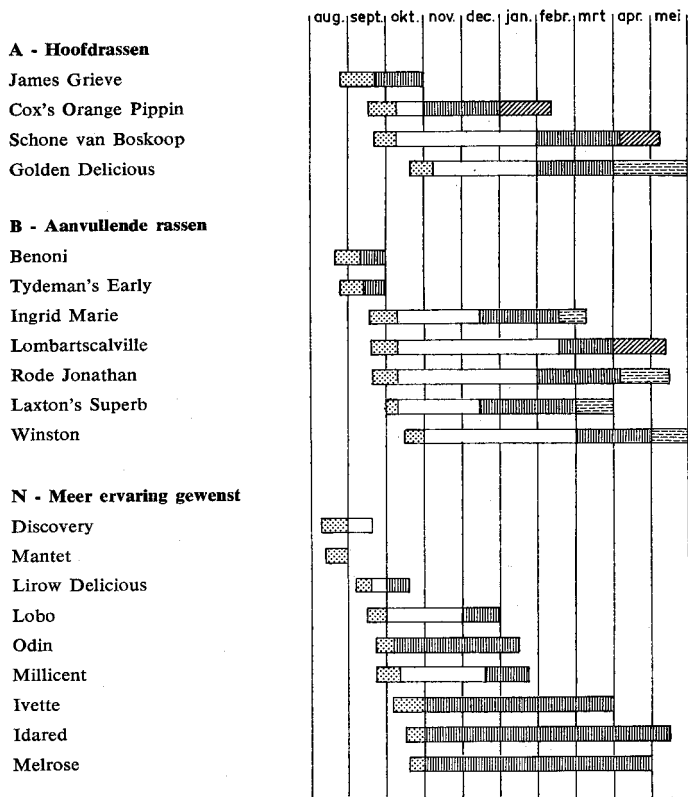 aug. sept. okt. nov. dec. jan. febr. mrt apr. mei
A - Hoofdrassen
James Grieve
Cox's Orange Pippin
Schone van Boskoop
Golden Delicious
B - Aanvullende rassen
Benoni
Tydeman's Early
Ingrid Marie
Lombartscalville
Rode Jonathan
Laxton's Superb
Winston
N - Meer ervaring gewenst
Discovery
Mantet
Lirow Delicious
Lobo
Odin
Millicent
Ivette
Idared
Melrose